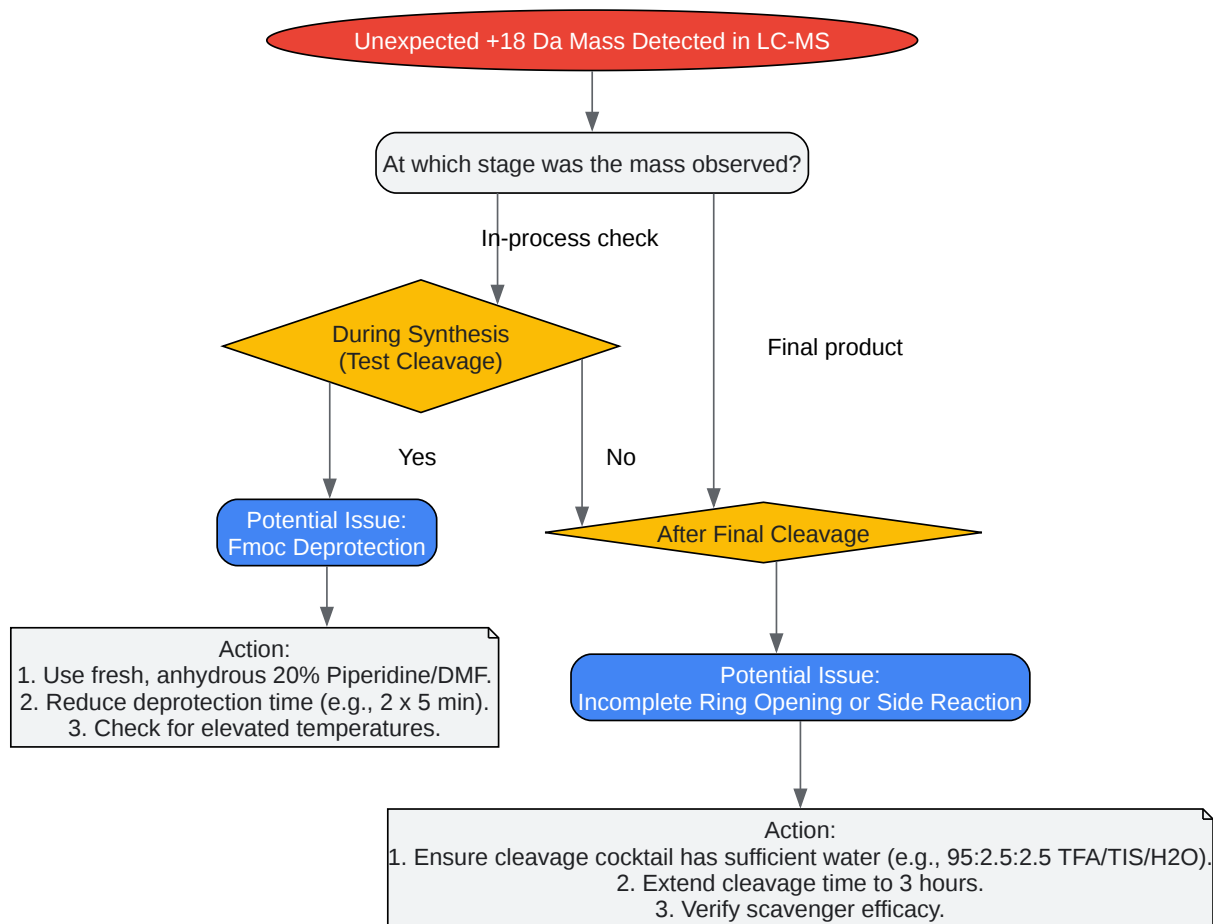 Unexpected +18 Da Mass Detected in LC-MS
At which stage was the mass observed?
In-process check
During Synthesis
(Test Cleavage)
Final product
Yes
No
Potential Issue:
Fmoc Deprotection
After Final Cleavage
Action:
1. Use fresh, anhydrous 20% Piperidine/DMF.
2. Reduce deprotection time (e.g., 2 x 5 min).
3. Check for elevated temperatures.
Potential Issue:
Incomplete Ring Opening or Side Reaction
Action:
1. Ensure cleavage cocktail has sufficient water (e.g., 95:2.5:2.5 TFA/TIS/H2O).
2. Extend cleavage time to 3 hours.
3. Verify scavenger efficacy.